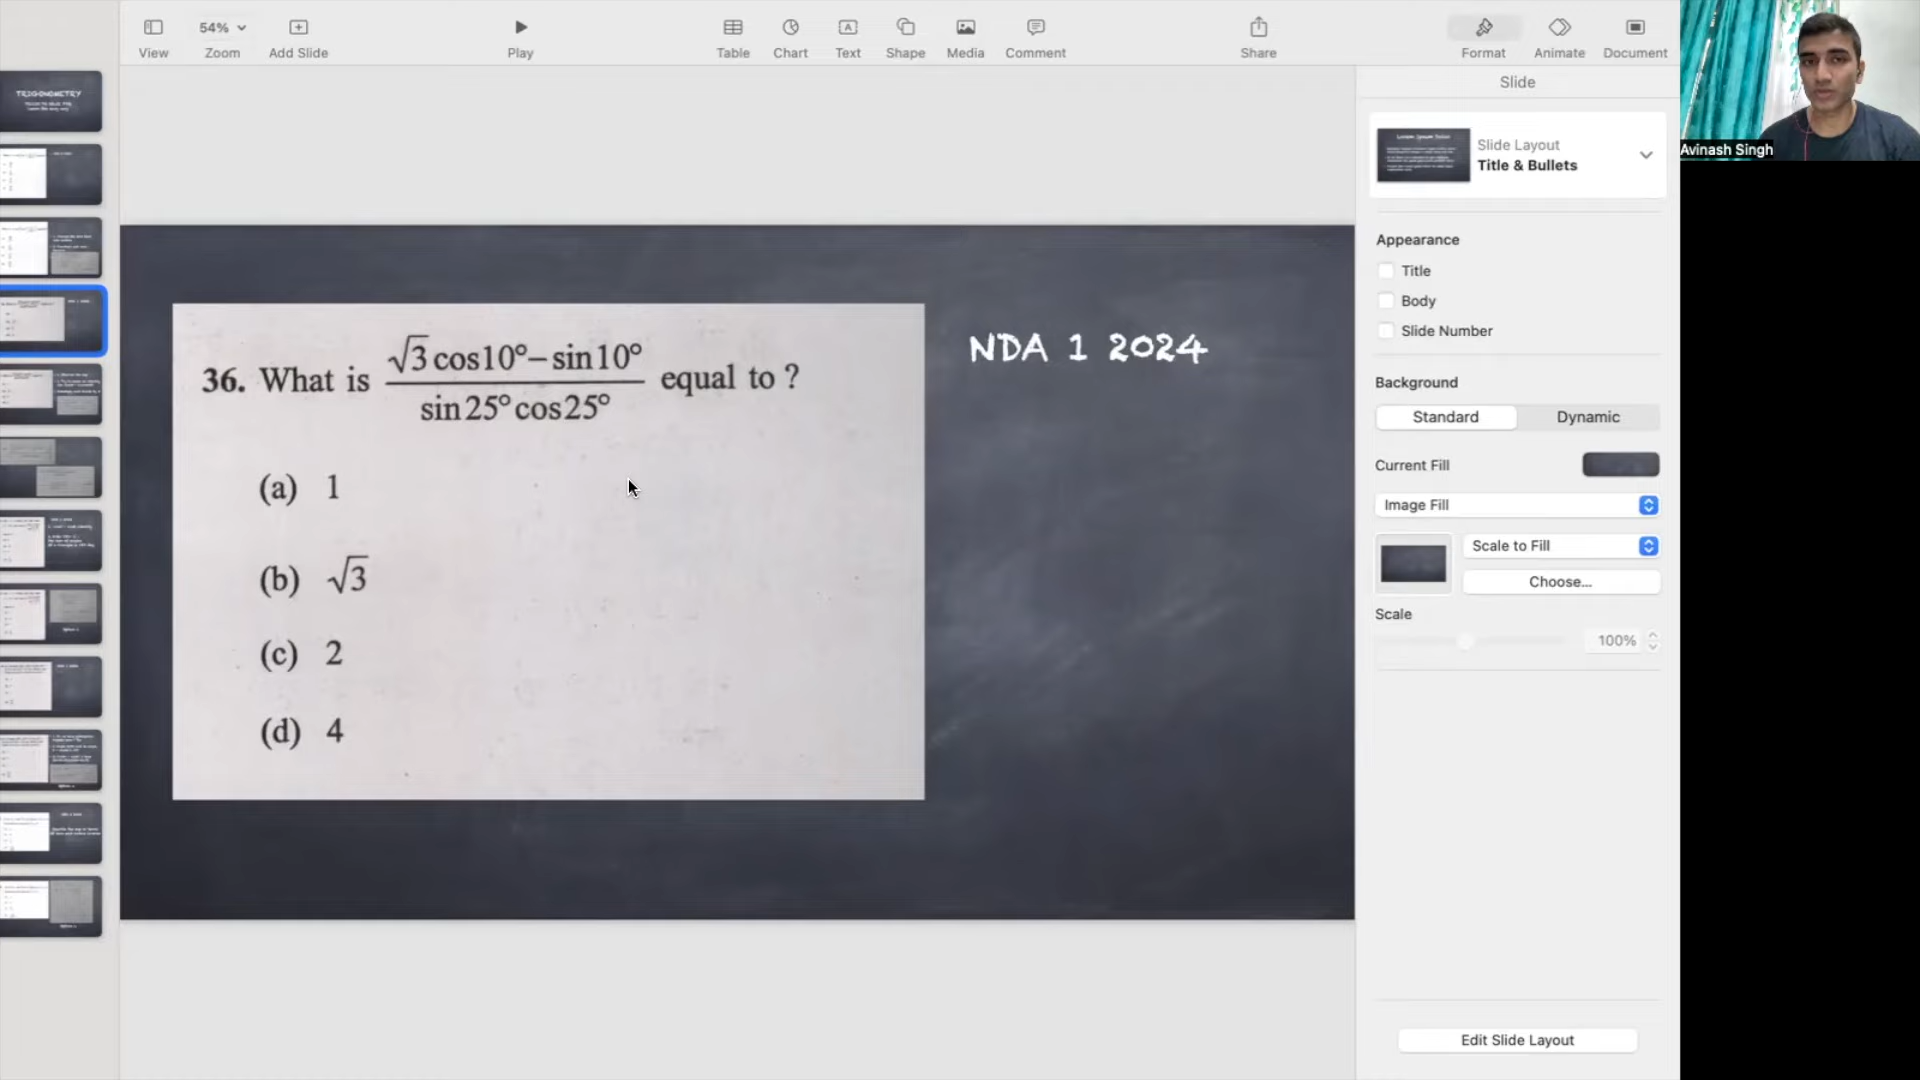 View
54%
Zoom
Add Slide
Play
Table
Chart
Text
Shape
Media
Comment
Share
Format
Animate
Document
Avinash Singh
TRIGONOMETRY
Slide
Slide Layout
Title & Bullets
Appearance
Title
Body
Slide Number
Background
Standard
Dynamic
Current Fill
Image Fill
Scale to Fill
Choose...
Scale
100%
Edit Slide Layout
NDA 1 2024
36. What is (√3 cos10° – sin10°) / (sin25° cos25°) equal to ?
(a) 1
(b) √3
(c) 2
(d) 4